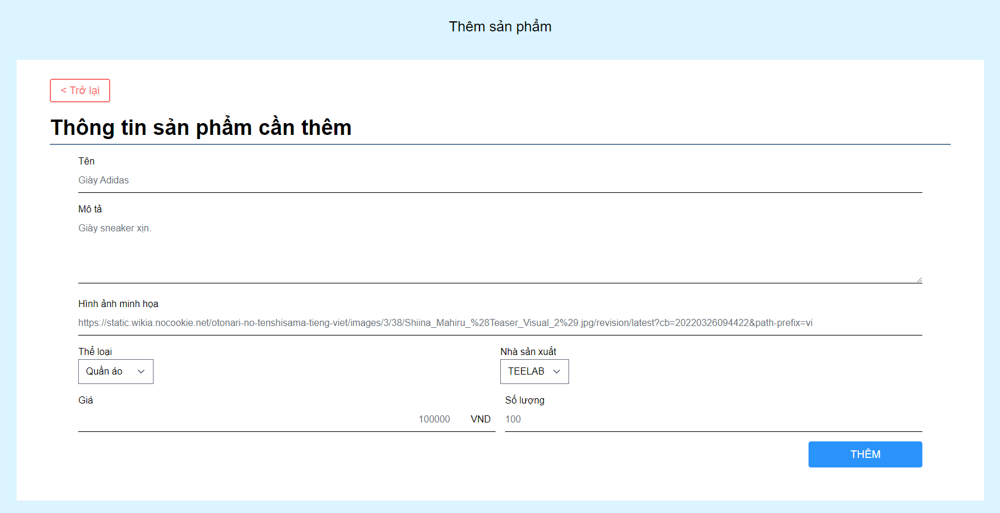 Thêm sản phẩm
< Trở lại
Thông tin sản phẩm cần thêm
Tên
Giày Adidas
Mô tả
Giày sneaker xịn.
Hình ảnh minh họa
https://static.wikia.nocookie.net/otonari-no-tenshisama-tieng-viet/images/3/38/Shiina_Mahiru_%28Teaser_Visual_2%29.jpg/revision/latest?cb=20220326094422&path-prefix=vi
Thể loại
Quần áo
Nhà sản xuất
TEELAB
Giá
100000 VND
Số lượng
100
THÊM